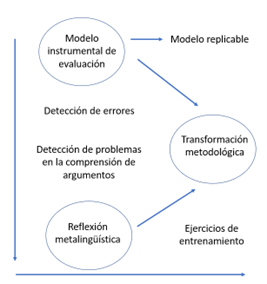 Modelo
instrumental de
evaluación
Modelo replicable
Detección de errores
Detección de problemas
en la comprensión de
argumentos
Transformación
metodológica
Reflexión
metalingüística
Ejercicios de
entrenamiento